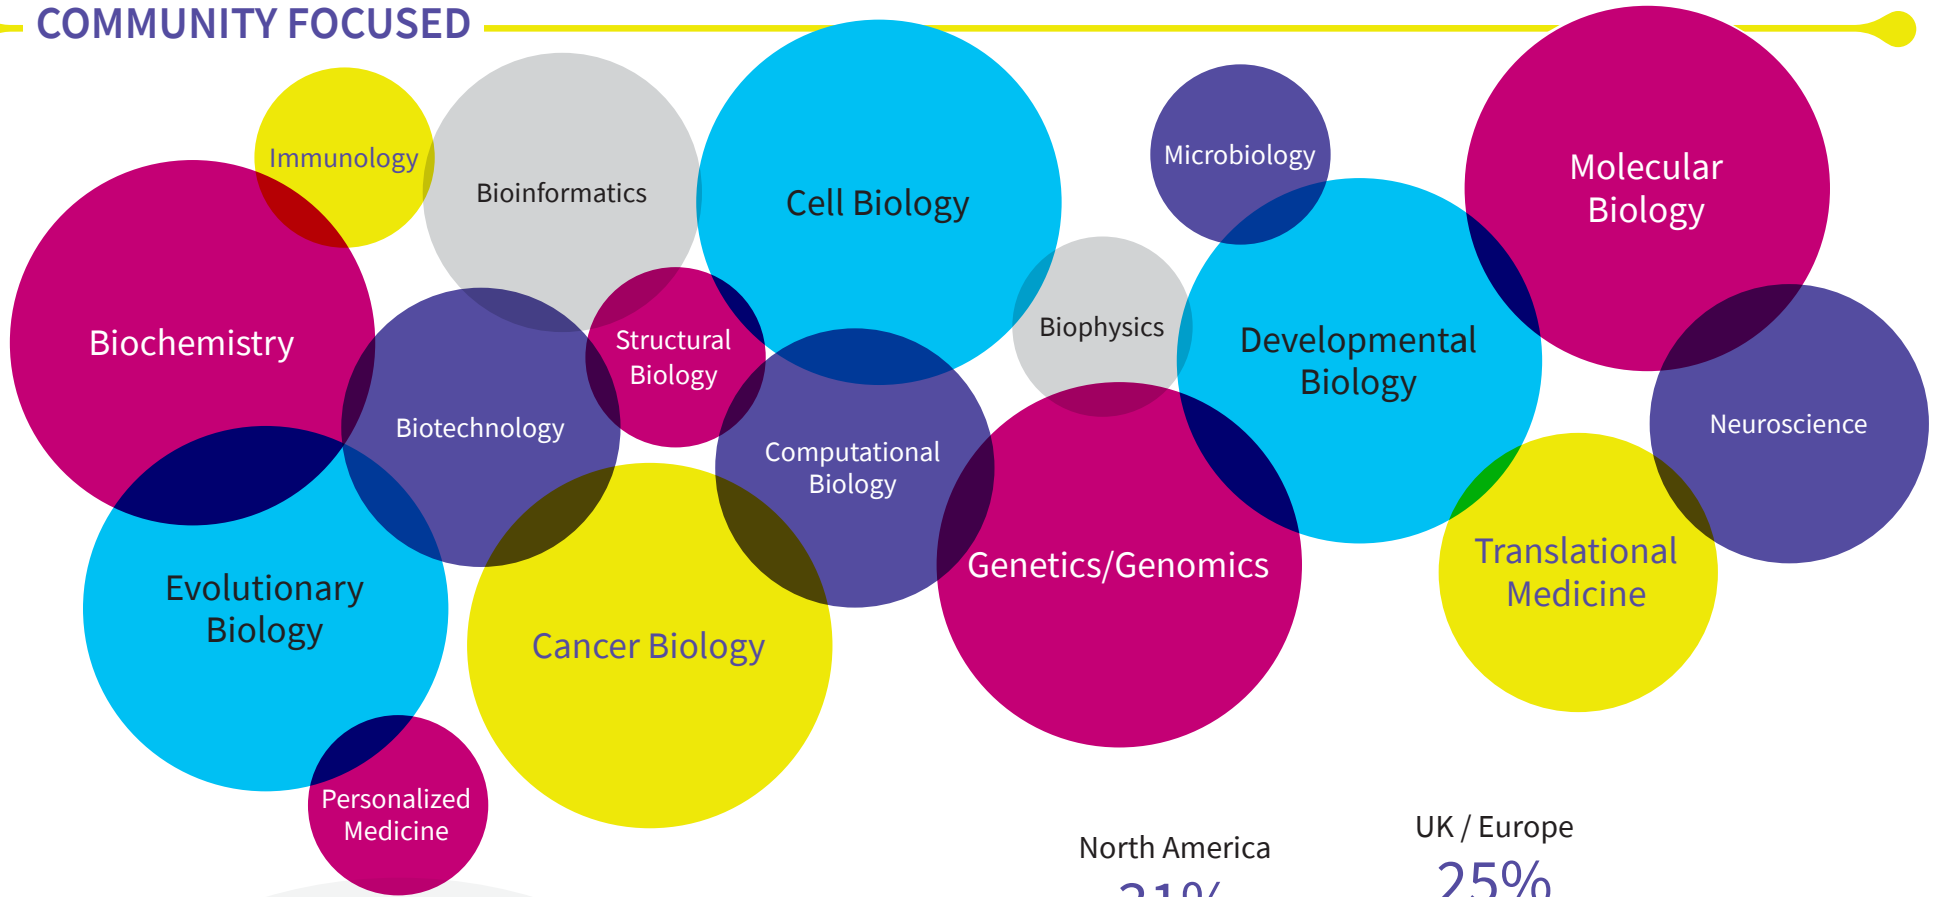 COMMUNITY FOCUSED
Immunology
Bioinformatics
Cell Biology
Microbiology
Molecular
Biology
Biochemistry
Biotechnology
Structural
Biology
Computational
Biology
Biophysics
Developmental
Biology
Neuroscience
Evolutionary
Biology
Cancer Biology
Genetics/Genomics
Translational
Medicine
Personalized
Medicine
North America
UK / Europe
25%